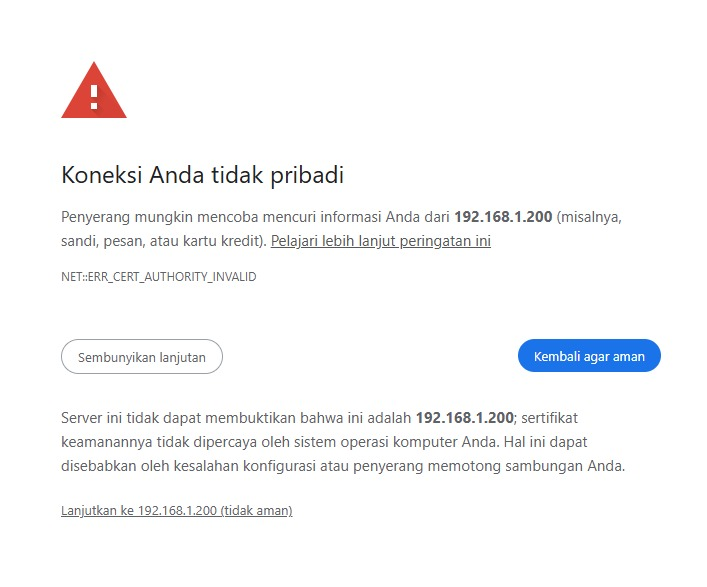 Koneksi Anda tidak pribadi
Penyerang mungkin mencoba mencuri informasi Anda dari 192.168.1.200 (misalnya,
sandi, pesan, atau kartu kredit). Pelajari lebih lanjut peringatan ini
NET::ERR_CERT_AUTHORITY_INVALID
Sembunyikan lanjutan
Kembali agar aman
Server ini tidak dapat membuktikan bahwa ini adalah 192.168.1.200; sertifikat
keamanannya tidak dipercaya oleh sistem operasi komputer Anda. Hal ini dapat
disebabkan oleh kesalahan konfigurasi atau penyerang memotong sambungan Anda.
Lanjutkan ke 192.168.1.200 (tidak aman)